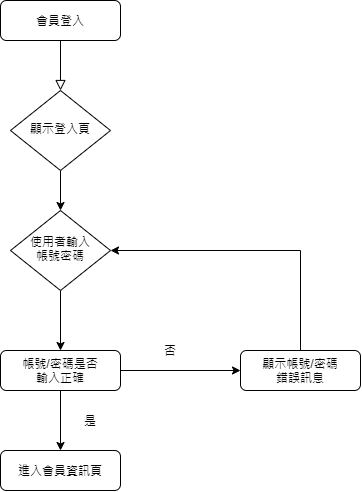 會員登入
顯示登入頁
使用者輸入
帳號密碼
帳號/密碼是否
輸入正確
否
顯示帳號/密碼
錯誤訊息
是
進入會員資訊頁